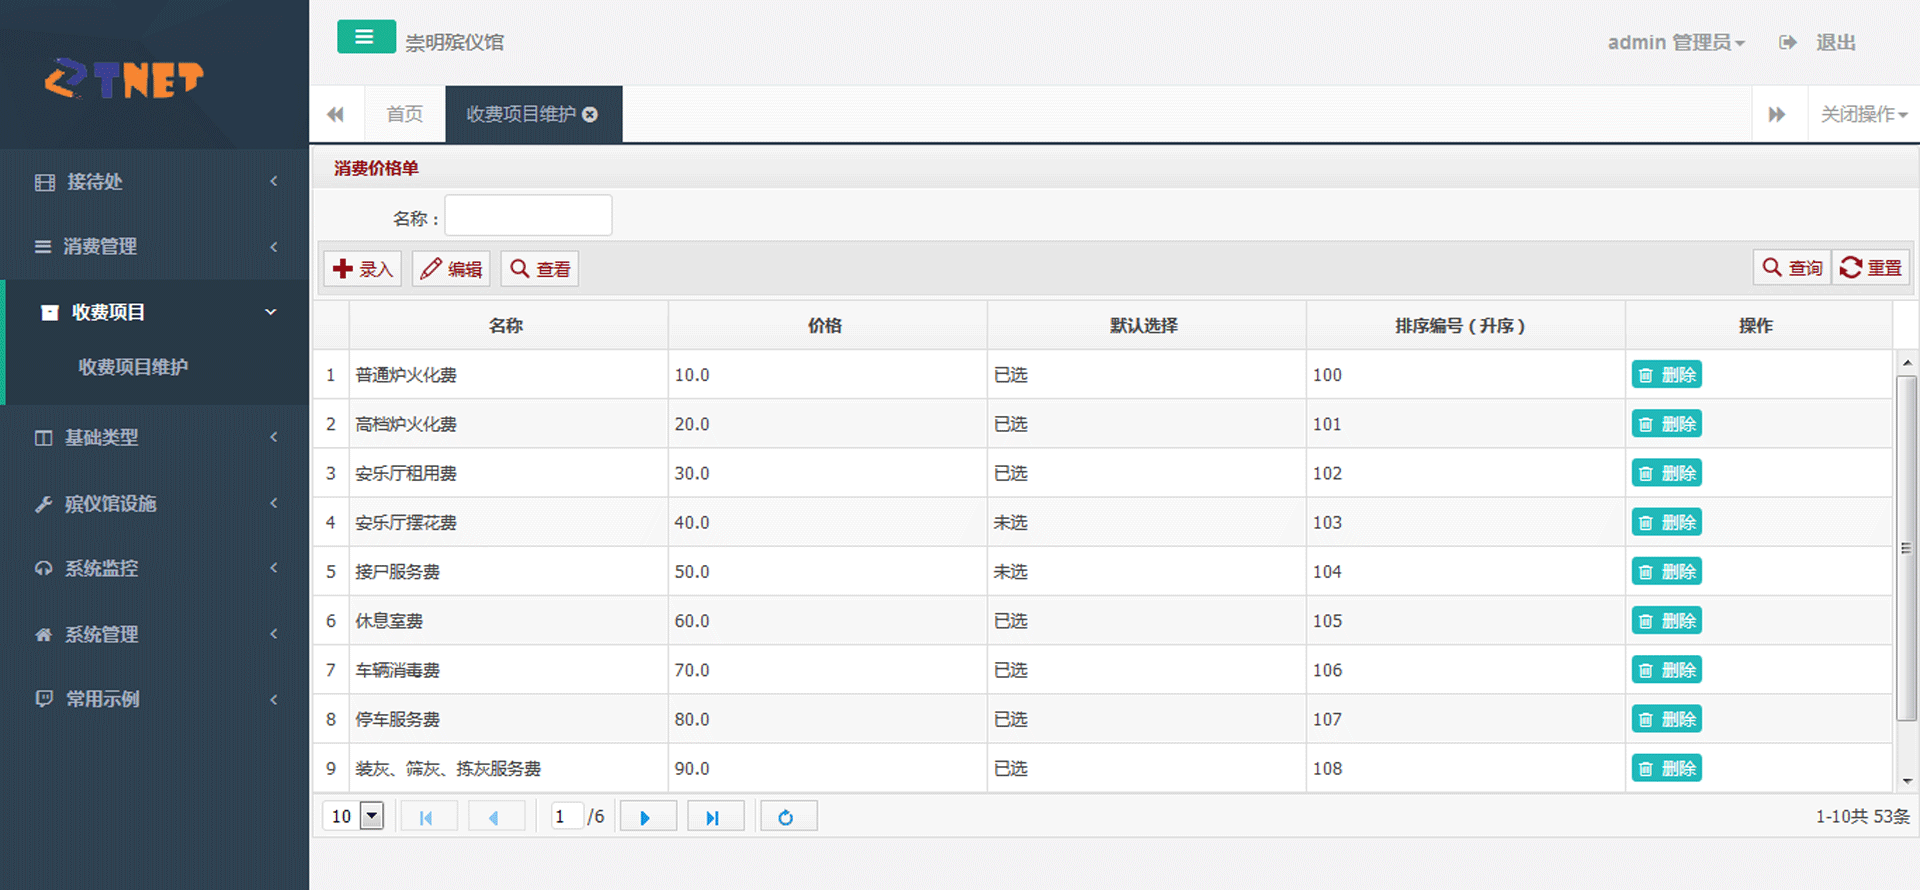 ZTNET
崇明殡仪馆
admin 管理员
退出
首页
收费项目维护
关闭操作
接待处
消费管理
收费项目
收费项目维护
基础类型
殡仪馆设施
系统监控
系统管理
常用示例
消费价格单
名称：
录入 编辑 查看 查询 重置
名称 价格 默认选择 排序编号（升序） 操作
1 普通炉火化费 10.0 已选 100 删除
2 高档炉火化费 20.0 已选 101 删除
3 安乐厅租用费 30.0 已选 102 删除
4 安乐厅摆花费 40.0 未选 103 删除
5 接尸服务费 50.0 未选 104 删除
6 休息室费 60.0 已选 105 删除
7 车辆消毒费 70.0 已选 106 删除
8 停车服务费 80.0 已选 107 删除
9 装灰、筛灰、拣灰服务费 90.0 已选 108 删除
10 1 /6 1-10共 53条